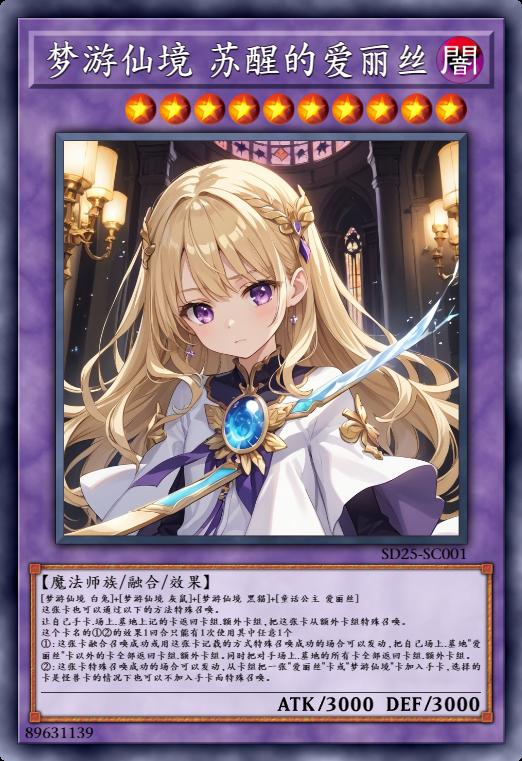 梦游仙境 苏醒的爱丽丝
闇
SD25-SC001
【魔法师族/融合/效果】
[梦游仙境 白兔]+[梦游仙境 灰鼠]+[梦游仙境 黑猫]+[童话公主 爱丽丝]
这张卡也可以通过以下的方法特殊召唤。
让自己手卡.场上.墓地上记的卡返回卡组.额外卡组,把这张卡从额外卡组特殊召唤。
这个卡名的①②的效果1回合只能有1次使用其中任意1个
①:这张卡融合召唤成功或用这张卡记载的方式特殊召唤成功的场合可以发动,把自己场上.墓地"爱
丽丝"卡以外的卡全部返回卡组.额外卡组。同时把对手场上.墓地的所有卡全部返回卡组.额外卡组。
②:这张卡特殊召唤成功的场合可以发动,从卡组把一张"爱丽丝"卡或"梦游仙境"卡加入手卡,选择的
卡是怪兽卡的情况下也可以不加入手卡而特殊召唤。
ATK/3000 DEF/3000
89631139